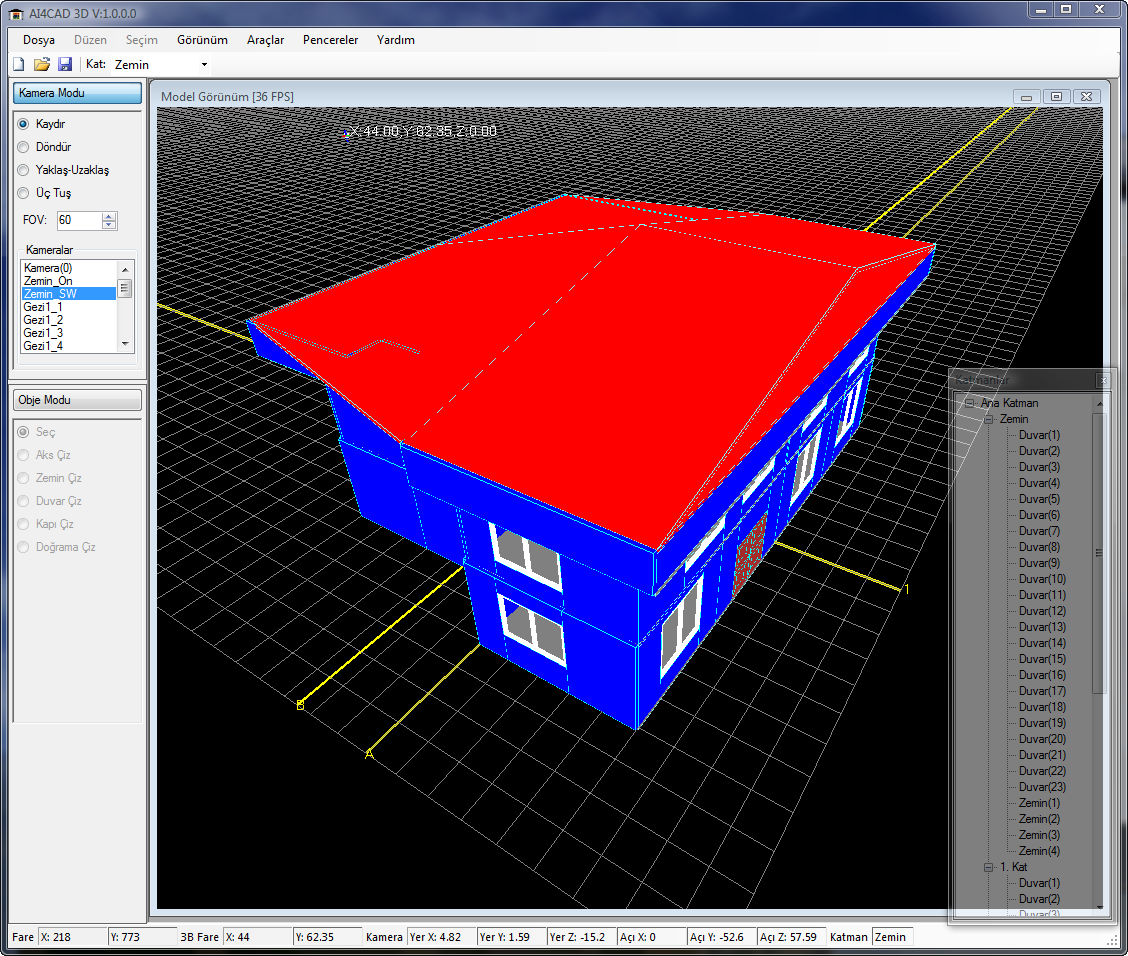 AI4CAD 3D V:1.0.0.0
Dosya Düzen Seçim Görünüm Araçlar Pencereler Yardım
Kat: Zemin
Kamera Modu
Kaydır
Döndür
Yaklaş-Uzaklaş
Üç Tuş
FOV: 60
Kameralar
Kamera(0)
Zemin_On
Zemin_SW
Gezi1_1
Gezi1_2
Gezi1_3
Gezi1_4
Obje Modu
Seç
Aks Çiz
Zemin Çiz
Duvar Çiz
Kapı Çiz
Doğrama Çiz
Model Görünüm [36 FPS]
X:44.00 Y:62.35 Z:0.00
1
B
A
Katmanlar
Ana Katman
Zemin
Duvar(1)
Duvar(2)
Duvar(3)
Duvar(4)
Duvar(5)
Duvar(6)
Duvar(7)
Duvar(8)
Duvar(9)
Duvar(10)
Duvar(11)
Duvar(12)
Duvar(13)
Duvar(14)
Duvar(15)
Duvar(16)
Duvar(17)
Duvar(18)
Duvar(19)
Duvar(20)
Duvar(21)
Duvar(22)
Duvar(23)
Zemin(1)
Zemin(2)
Zemin(3)
Zemin(4)
1. Kat
Duvar(1)
Duvar(2)
Duvar(3)
Fare X: 218 Y: 773 3B Fare X: 44 Y: 62.35 Kamera Yer X: 4.82 Yer Y: 1.59 Yer Z: -15.2 Açı X: 0 Açı Y: -52.6 Açı Z: 57.59 Katman Zemin